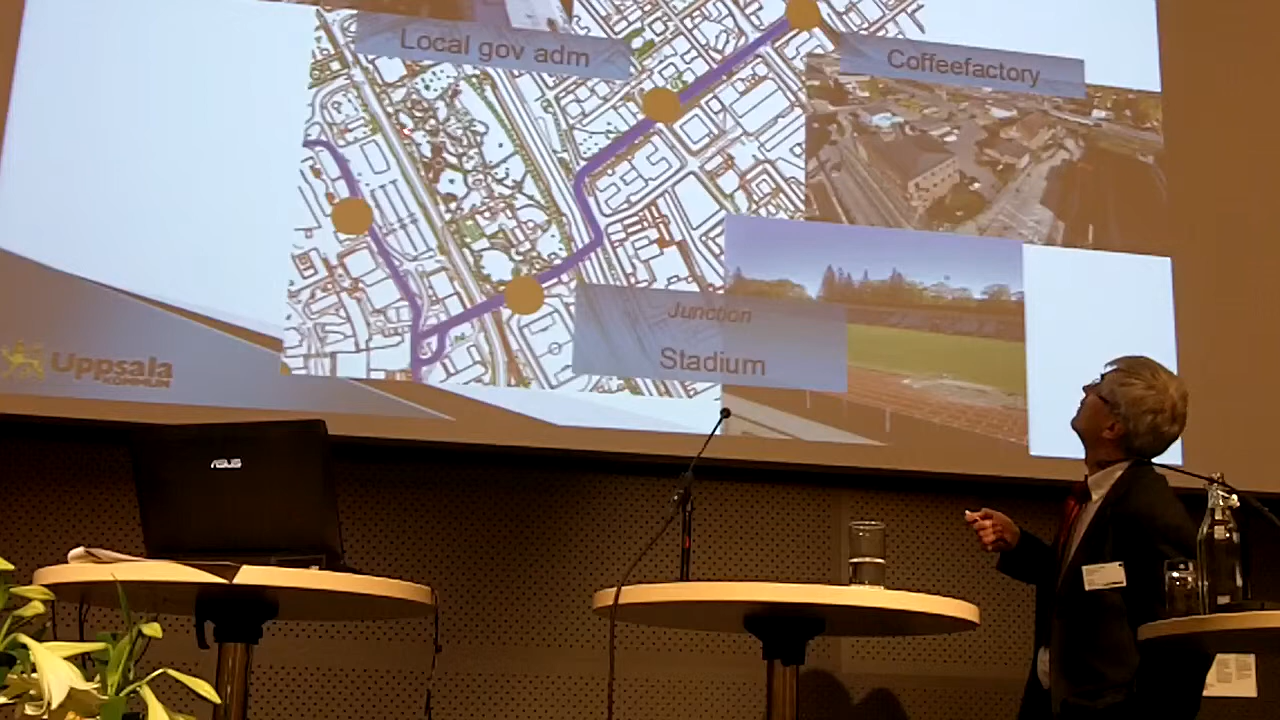 Local gov adm
Coffeefactory
Junction
Stadium
Uppsala
KOMMUN
ASUS